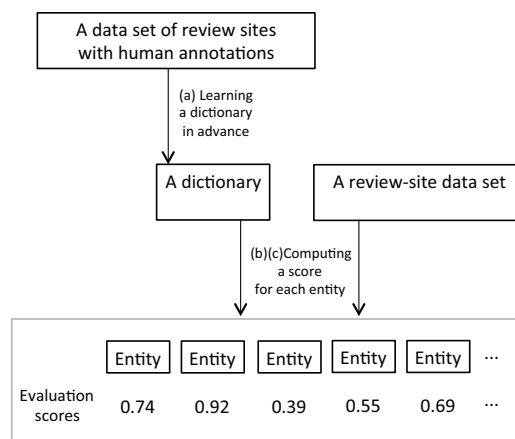 A data set of review sites
with human annotations
(a) Learning
a dictionary
in advance
A dictionary
A review-site data set
(b)(c)Computing
a score
for each entity
Entity Entity Entity Entity Entity ...
Evaluation
scores
0.74 0.92 0.39 0.55 0.69 ...